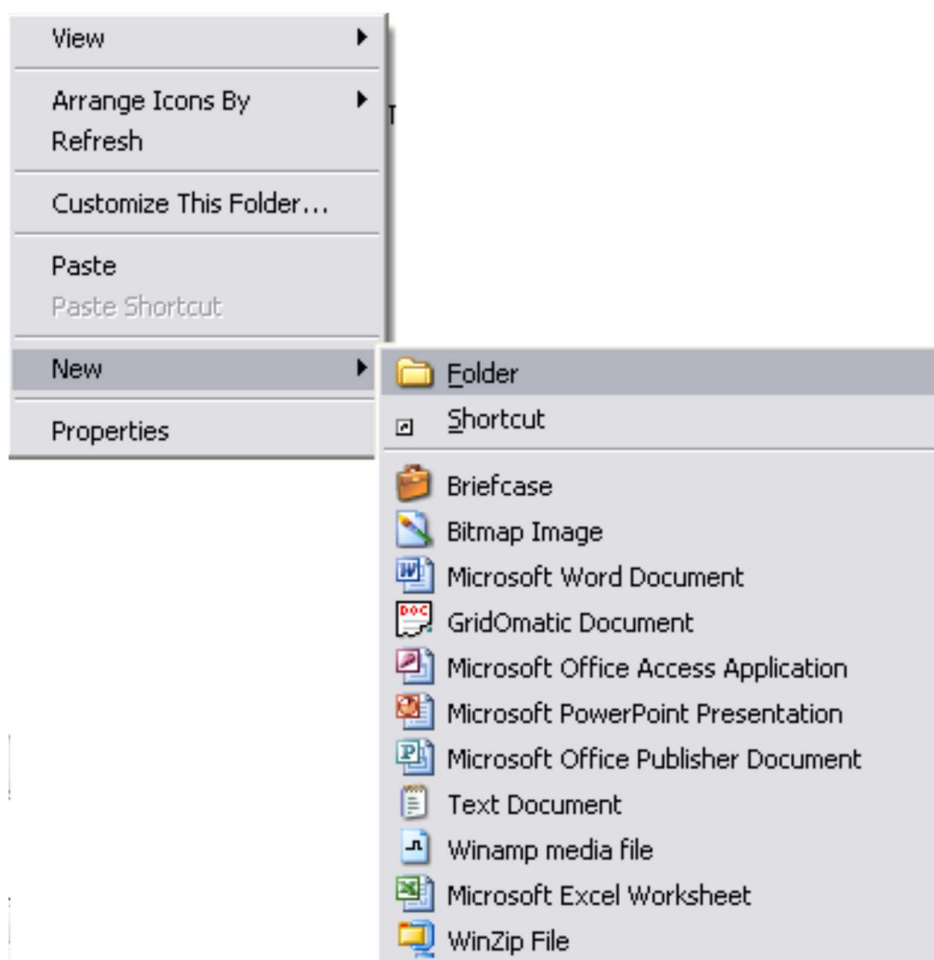 View
Arrange Icons By
Refresh
Customize This Folder...
Paste
Paste Shortcut
New
Properties
Folder
Shortcut
Briefcase
Bitmap Image
Microsoft Word Document
DOC
GridOmatic Document
Microsoft Office Access Application
Microsoft PowerPoint Presentation
Microsoft Office Publisher Document
Text Document
Winamp media file
Microsoft Excel Worksheet
WinZip File